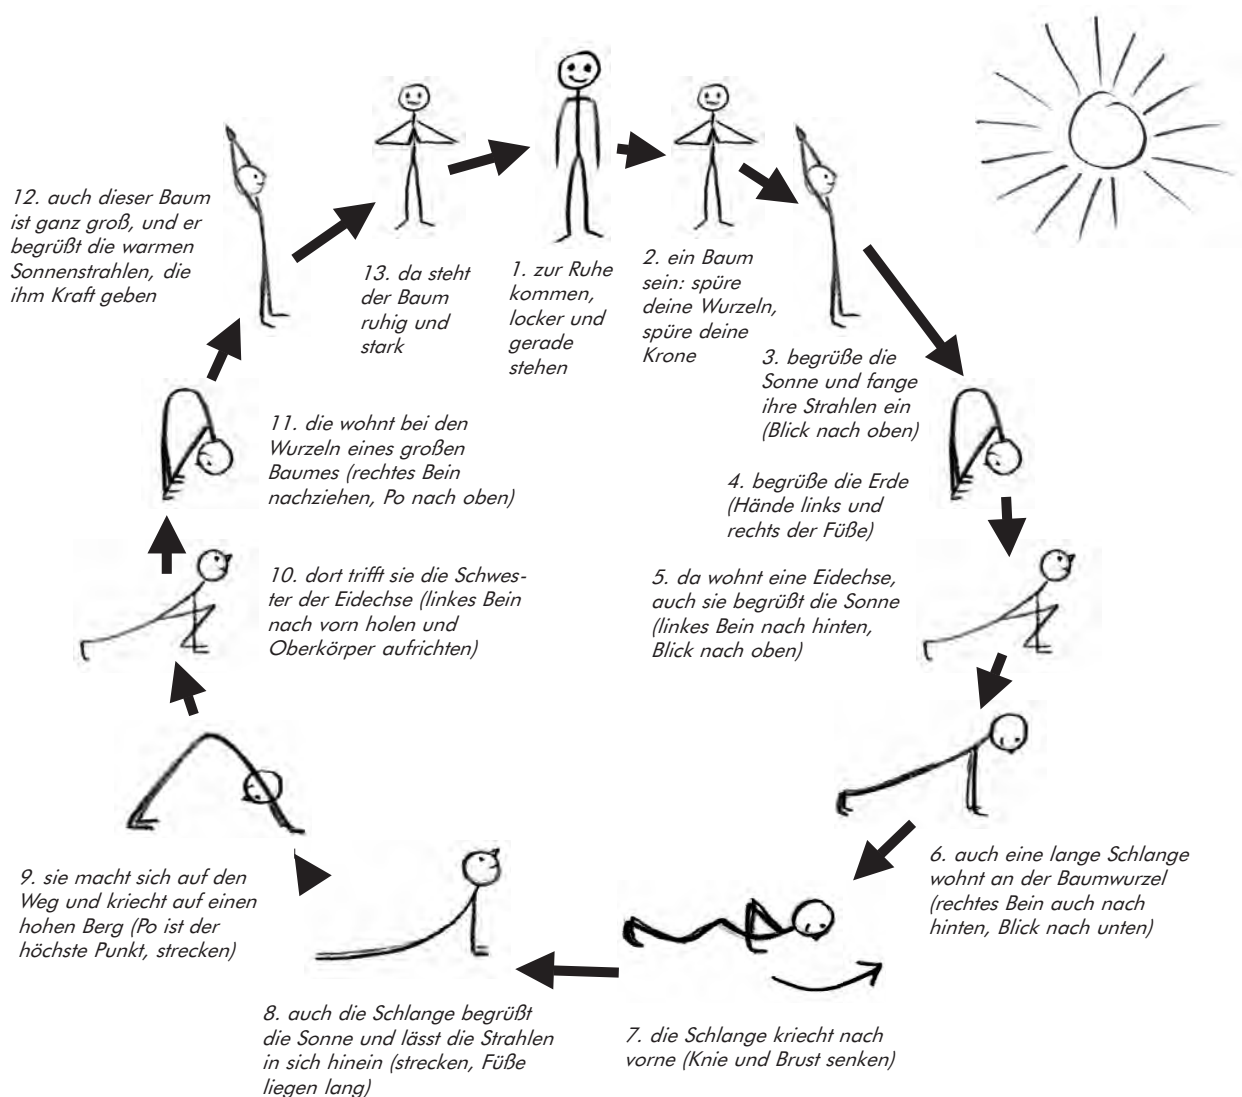 1. zur Ruhe
kommen,
locker und
gerade
stehen
2. ein Baum
sein: spüre
deine Wurzeln,
spüre deine
Krone
3. begrüße die
Sonne und fange
ihre Strahlen ein
(Blick nach oben)
4. begrüße die Erde
(Hände links und
rechts der Füße)
5. da wohnt eine Eidechse,
auch sie begrüßt die Sonne
(linkes Bein nach hinten,
Blick nach oben)
6. auch eine lange Schlange
wohnt an der Baumwurzel
(rechtes Bein auch nach
hinten, Blick nach unten)
7. die Schlange kriecht nach
vorne (Knie und Brust senken)
8. auch die Schlange begrüßt
die Sonne und lässt die Strahlen
in sich hinein (strecken, Füße
liegen lang)
9. sie macht sich auf den
Weg und kriecht auf einen
hohen Berg (Po ist der
höchste Punkt, strecken)
10. dort trifft sie die Schwes-
ter der Eidechse (linkes Bein
nach vorn holen und
Oberkörper aufrichten)
11. die wohnt bei den
Wurzeln eines großen
Baumes (rechtes Bein
nachziehen, Po nach oben)
12. auch dieser Baum
ist ganz groß, und er
begrüßt die warmen
Sonnenstrahlen, die
ihm Kraft geben
13. da steht
der Baum
ruhig und
stark